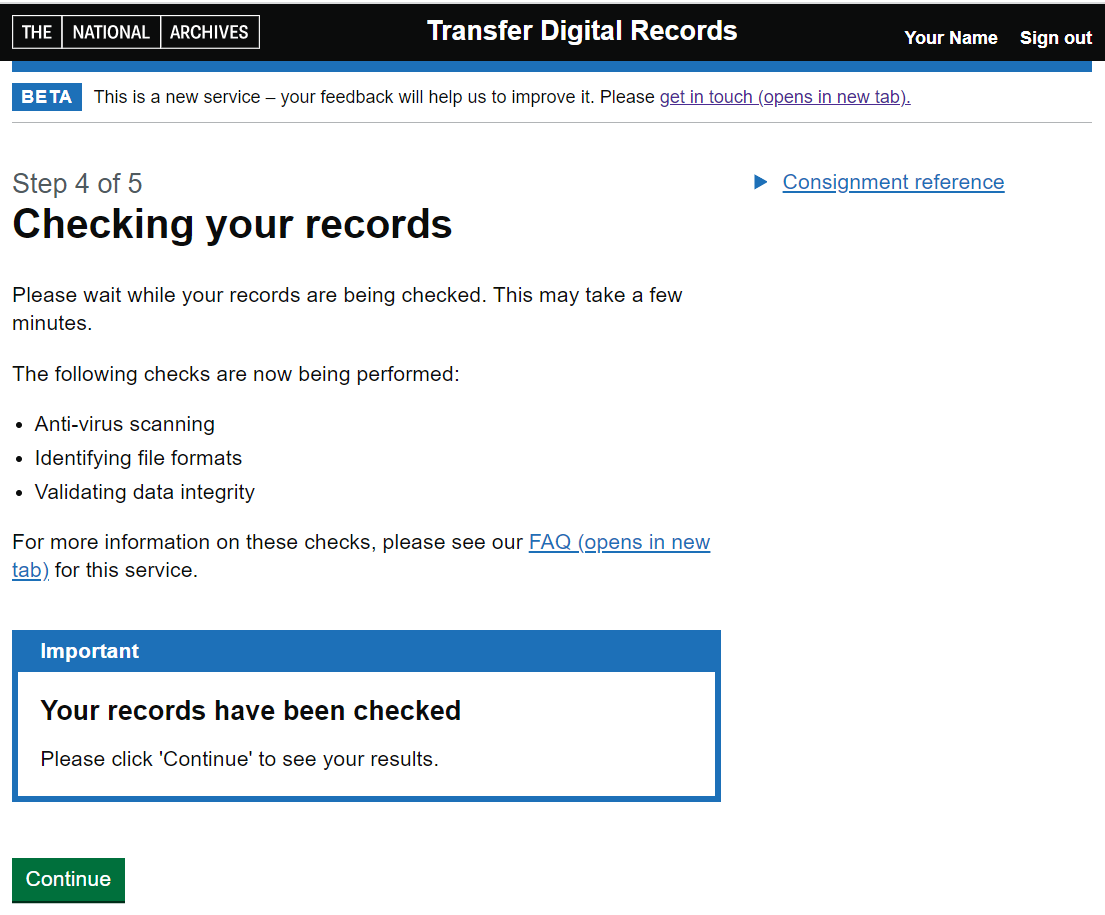 THE NATIONAL ARCHIVES
Transfer Digital Records
Your Name Sign out
BETA This is a new service – your feedback will help us to improve it. Please get in touch (opens in new tab).
Step 4 of 5
Consignment reference
Checking your records
Please wait while your records are being checked. This may take a few
minutes.
The following checks are now being performed:
• Anti-virus scanning
• Identifying file formats
• Validating data integrity
For more information on these checks, please see our FAQ (opens in new
tab) for this service.
Important
Your records have been checked
Please click 'Continue' to see your results.
Continue